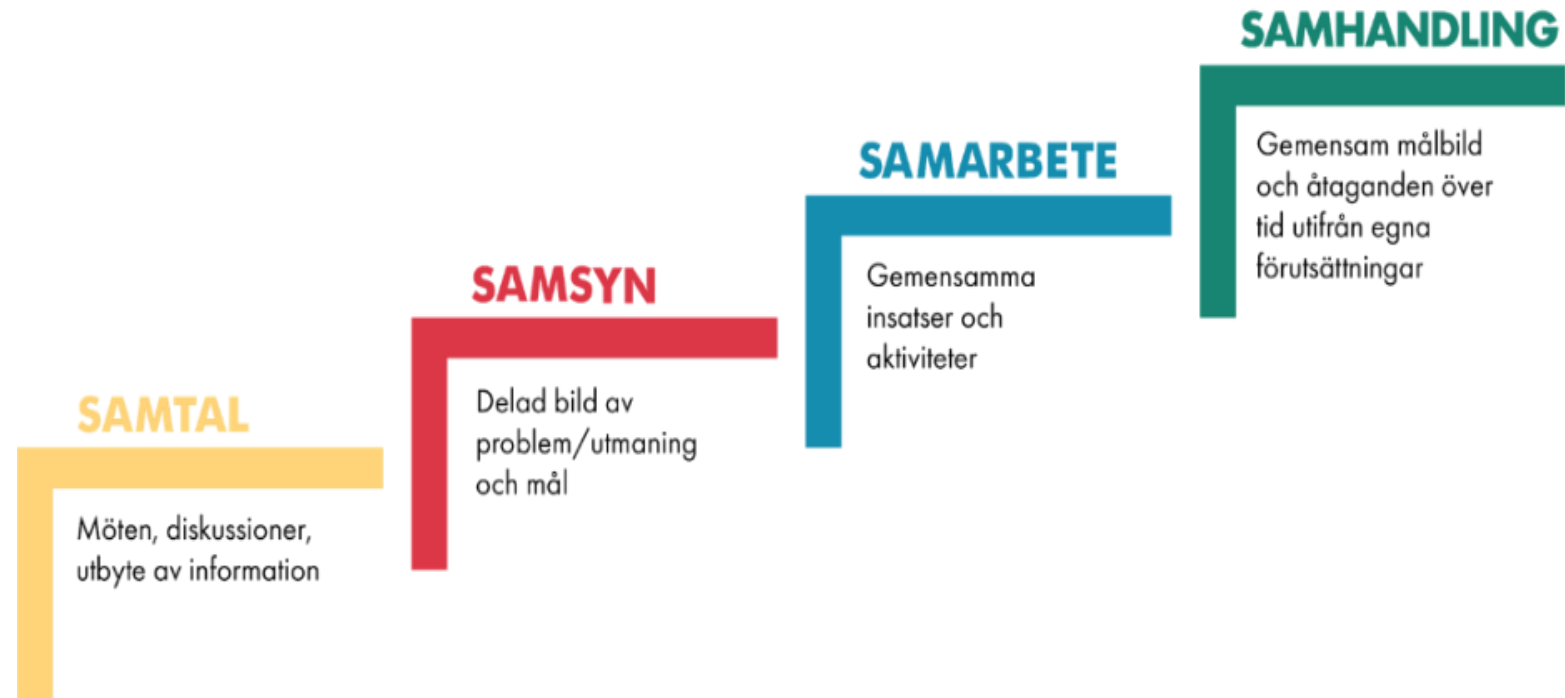 SAMTAL
Möten, diskussioner,
utbyte av information
SAMSYN
Delad bild av
problem/utmaning
och mål
SAMARBETE
Gemensamma
insatser och
aktiviteter
SAMHANDLING
Gemensam målbild
och åtaganden över
tid utifrån egna
förutsättningar